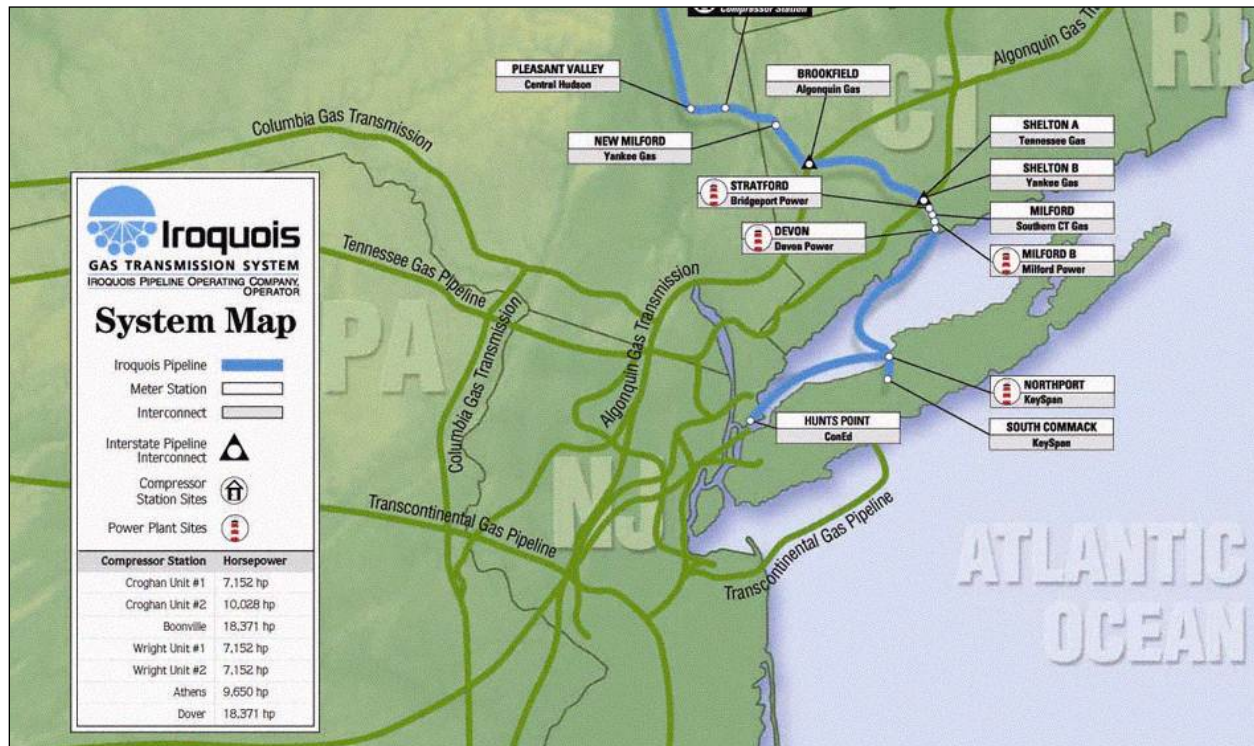 Compressor Station
RI
Algonquin Gas
CT
PLEASANT VALLEY
Central Hudson
BROOKFIELD
Algonquin Gas
Columbia Gas Transmission
NEW MILFORD
Yankee Gas
SHELTON A
Tennessee Gas
SHELTON B
Yankee Gas
STRATFORD
Bridgeport Power
MILFORD
Southern CT Gas
DEVON
Devon Power
MILFORD B
Milford Power
Iroquois
GAS TRANSMISSION SYSTEM
IROQUOIS PIPELINE OPERATING COMPANY,
OPERATOR
System Map
Iroquois Pipeline
Meter Station
Interconnect
Interstate Pipeline
Interconnect
Compressor
Station Sites
Power Plant Sites
Compressor Station Horsepower
Croghan Unit #1 7,152 hp
Croghan Unit #2 10,028 hp
Boonville 18,371 hp
Wright Unit #1 7,152 hp
Wright Unit #2 7,152 hp
Athens 9,650 hp
Dover 18,371 hp
Tennessee Gas Pipeline
PA
Columbia Gas Transmission
Algonquin Gas Transmission
NORTHPORT
KeySpan
SOUTH COMMACK
KeySpan
HUNTS POINT
ConEd
NJ
Transcontinental Gas Pipeline
Transcontinental Gas Pipeline
ATLANTIC
OCEAN